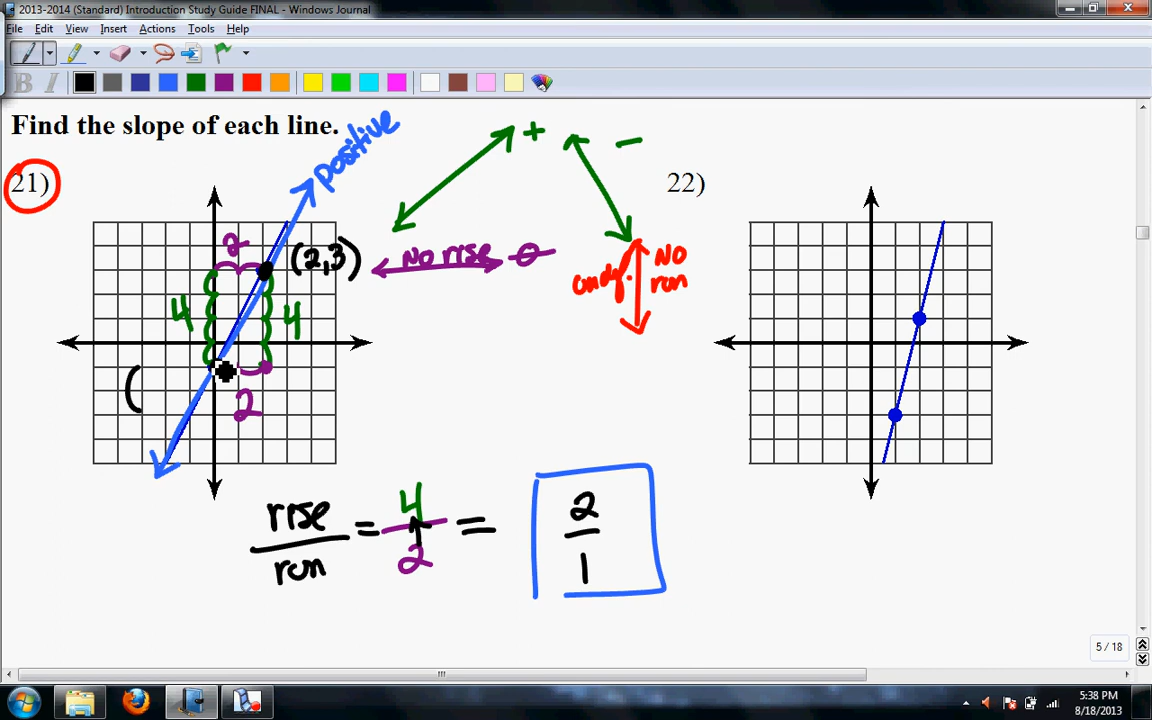 2013-2014 (Standard) Introduction Study Guide FINAL - Windows Journal
File Edit View Insert Actions Tools Help
B I
Find the slope of each line.
positive
+
−
21)
22)
2
(2,3)
No rise 0
NO
run
4
4
(
2
rise
run
=
4
2
=
2
1
5 / 18
5:38 PM
8/18/2013